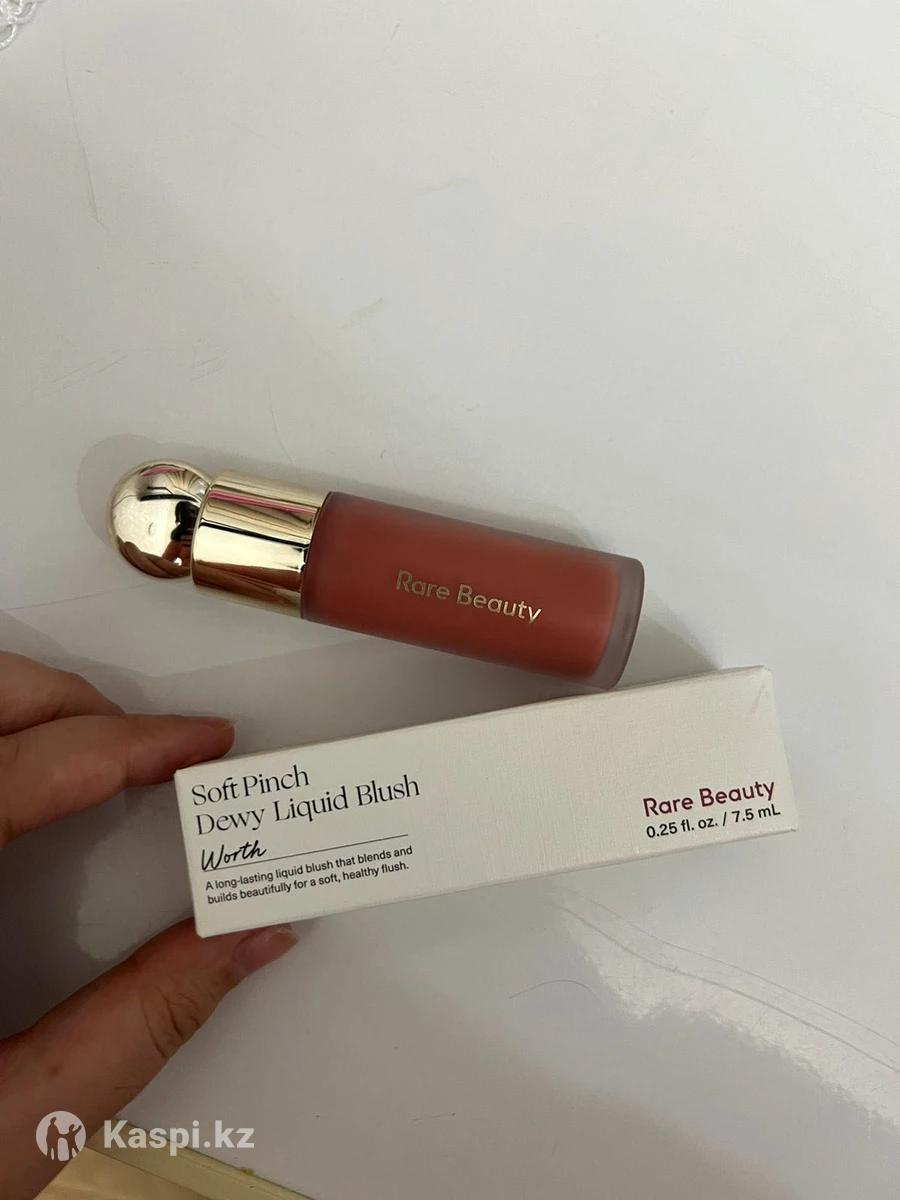 Rare Beauty
Soft Pinch
Dewy Liquid Blush
Worth
A long-lasting liquid blush that blends and
builds beautifully for a soft, healthy flush.
Rare Beauty
0.25 fl. oz. / 7.5 mL
Kaspi.kz